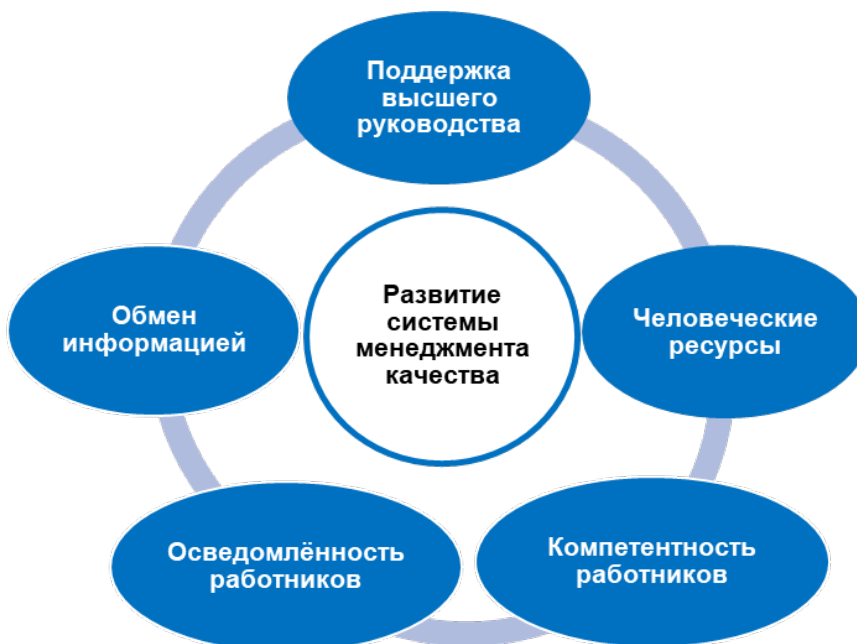 Поддержка
высшего
руководства
Обмен
информацией
Развитие
системы
менеджмента
качества
Человеческие
ресурсы
Осведомлённость
работников
Компетентность
работников